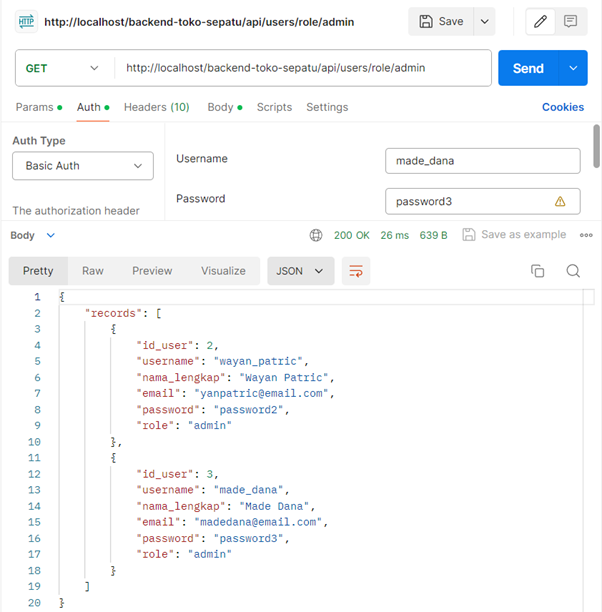 HTTP http://localhost/backend-toko-sepatu/api/users/role/admin Save
GET http://localhost/backend-toko-sepatu/api/users/role/admin Send
Params Auth Headers (10) Body Scripts Settings Cookies
Auth Type
Basic Auth
The authorization header
Username made_dana
Password password3
Body 200 OK 26 ms 639 B Save as example
Pretty Raw Preview Visualize JSON
1 {
2 "records": [
3 {
4 "id_user": 2,
5 "username": "wayan_patric",
6 "nama_lengkap": "Wayan Patric",
7 "email": "yanpatric@email.com",
8 "password": "password2",
9 "role": "admin"
10 },
11 {
12 "id_user": 3,
13 "username": "made_dana",
14 "nama_lengkap": "Made Dana",
15 "email": "madedana@email.com",
16 "password": "password3",
17 "role": "admin"
18 }
19 ]
20 }